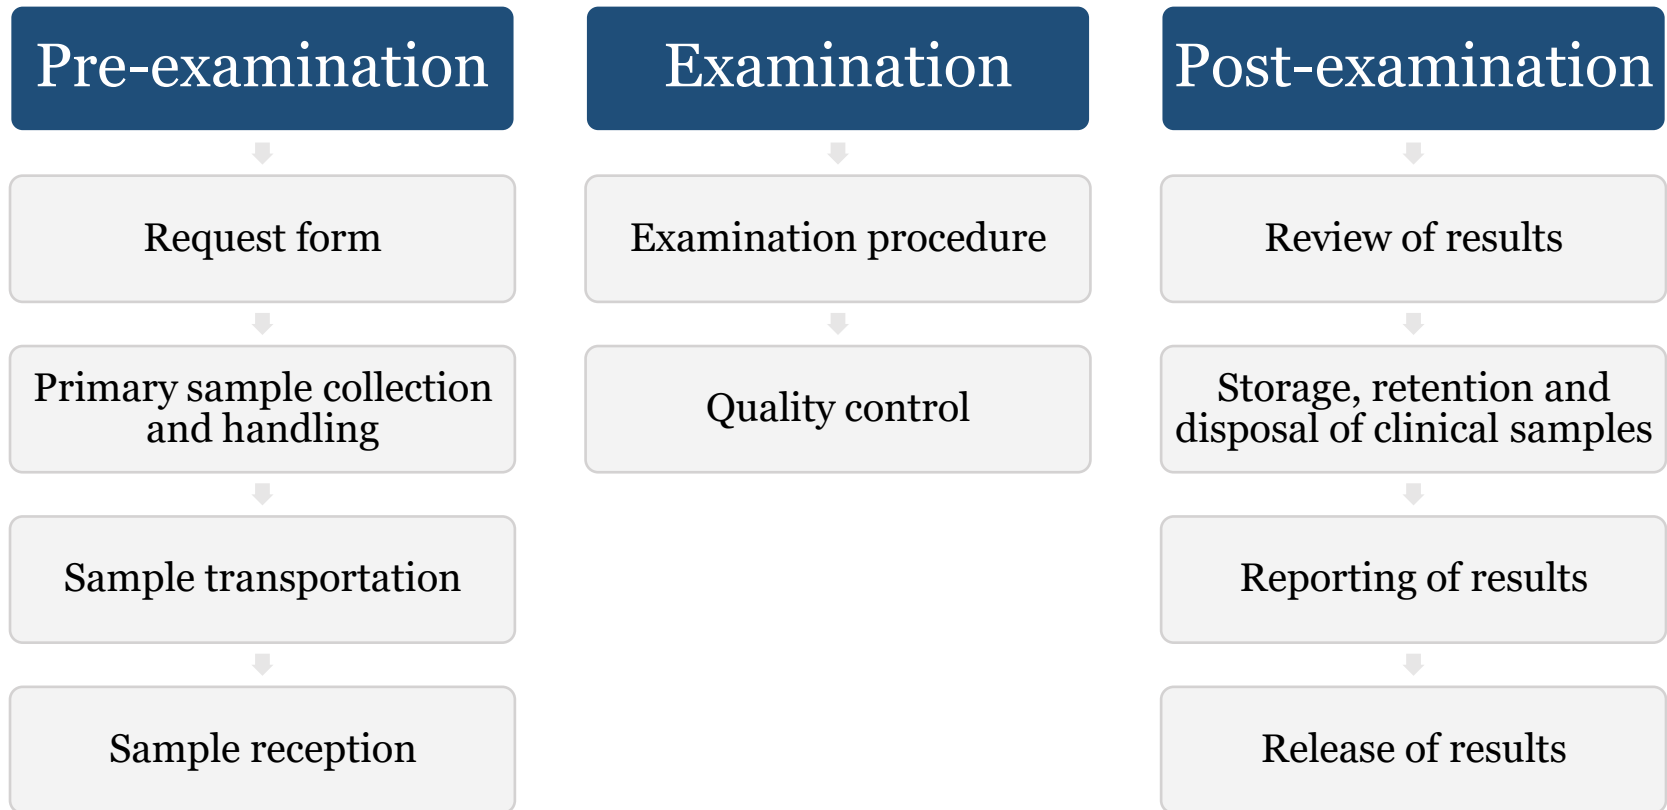 Pre-examination
Request form
Primary sample collection
and handling
Sample transportation
Sample reception
Examination
Examination procedure
Quality control
Post-examination
Review of results
Storage, retention and
disposal of clinical samples
Reporting of results
Release of results